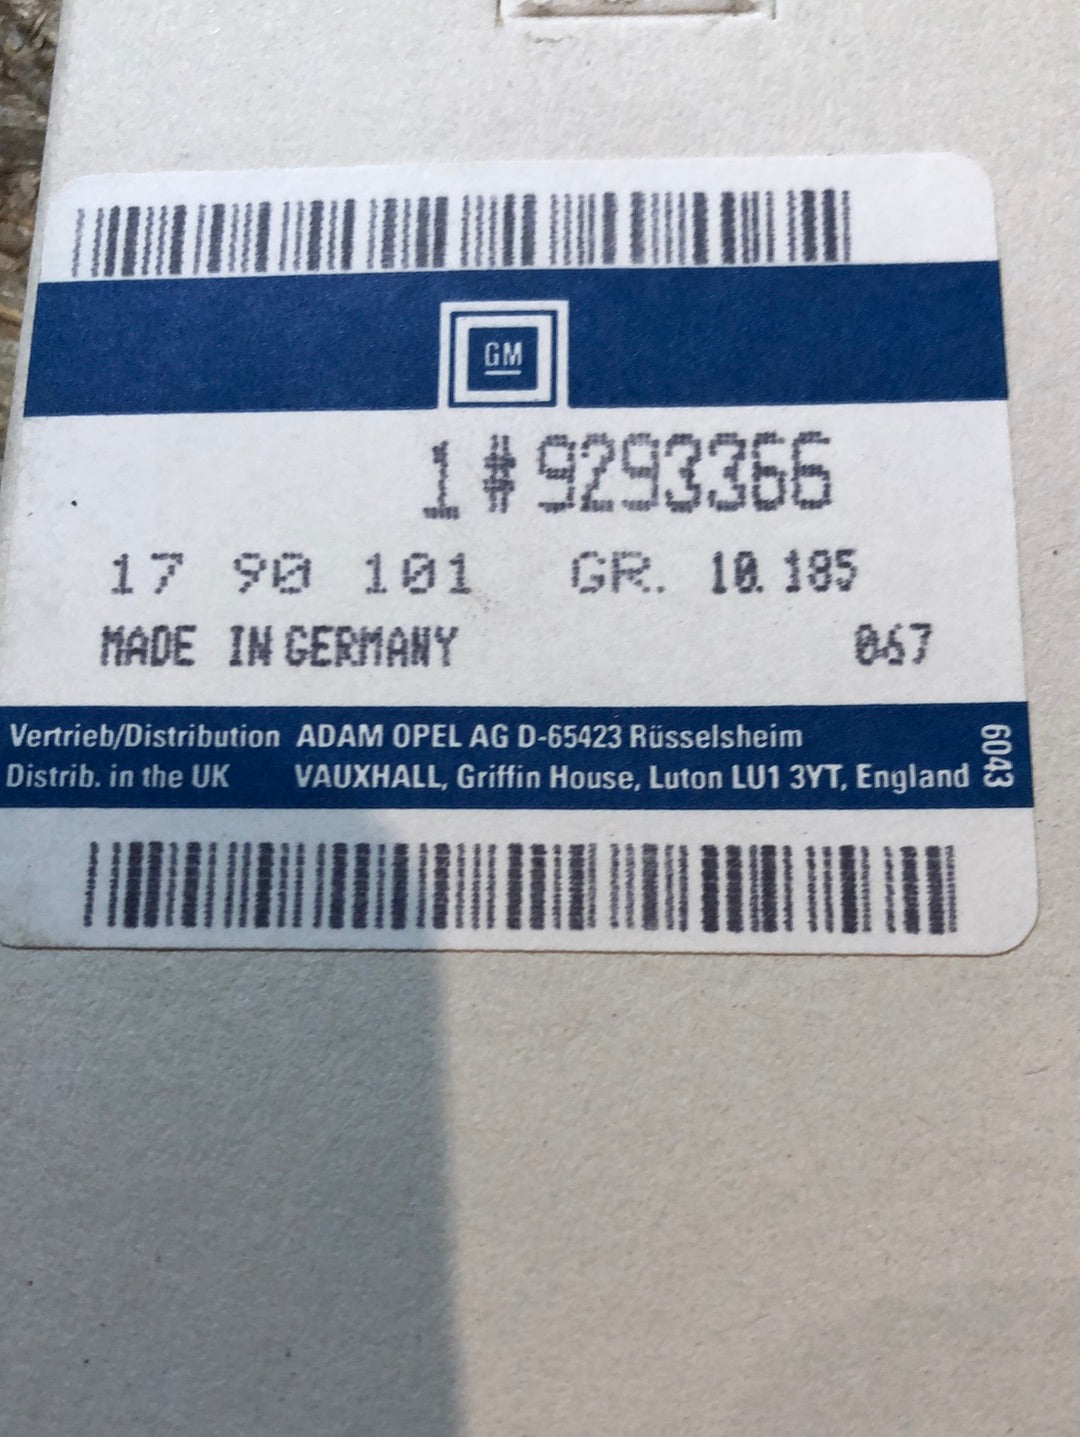 GM
1#9293366
17 90 101 GR. 10.185
MADE IN GERMANY 067
Vertrieb/Distribution ADAM OPEL AG D-65423 Rüsselsheim
Distrib. in the UK VAUXHALL, Griffin House, Luton LU1 3YT, England
6043